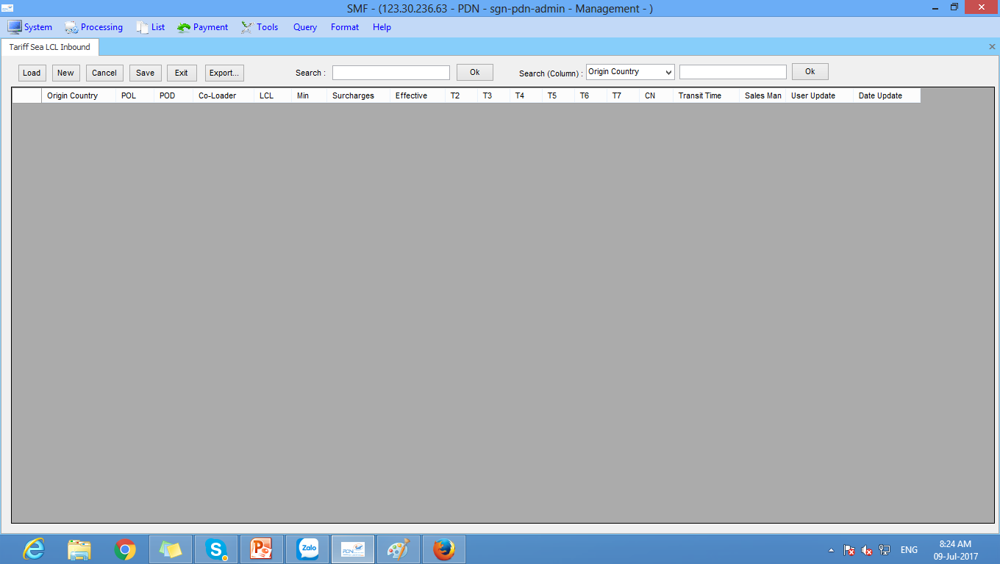 SMF - (123.30.236.63 - PDN - sgn-pdn-admin - Management - )
System Processing List Payment Tools Query Format Help
Tariff Sea LCL Inbound
Load New Cancel Save Exit Export... Search : Ok Search (Column) : Origin Country Ok
Origin Country POL POD Co-Loader LCL Min Surcharges Effective T2 T3 T4 T5 T6 T7 CN Transit Time Sales Man User Update Date Update
Zalo PDN ENG 8:24 AM
09-Jul-2017